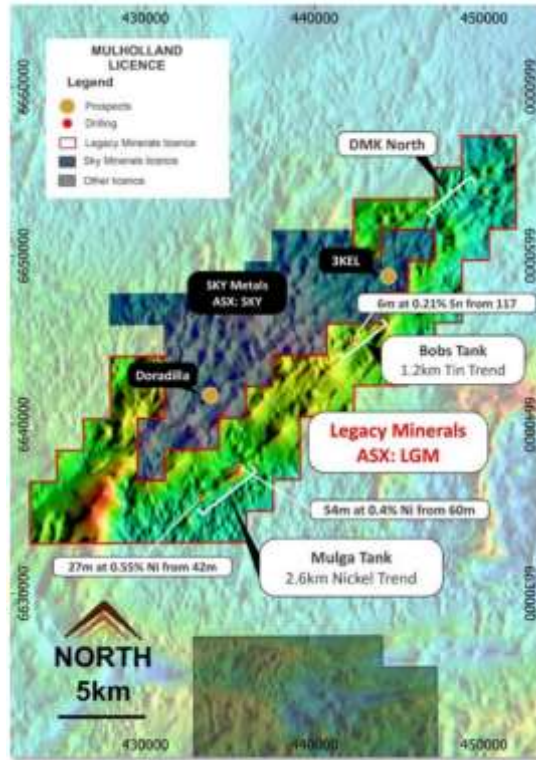 430000
440000
450000
MULHOLLAND
LICENCE
Legend
Prospects
Drilling
Legacy Minerals licence
Sky Minerals licence
Other licence
6660000
6660000
DMK North
6650000
6650000
3KEL
SKY Metals
ASX: SKY
6m at 0.21% Sn from 117
Bobs Tank
1.2km Tin Trend
Doradilla
6640000
6640000
Legacy Minerals
ASX: LGM
54m at 0.4% Ni from 60m
27m at 0.55% Ni from 42m
Mulga Tank
2.6km Nickel Trend
6630000
6630000
NORTH
5km
430000
440000
450000